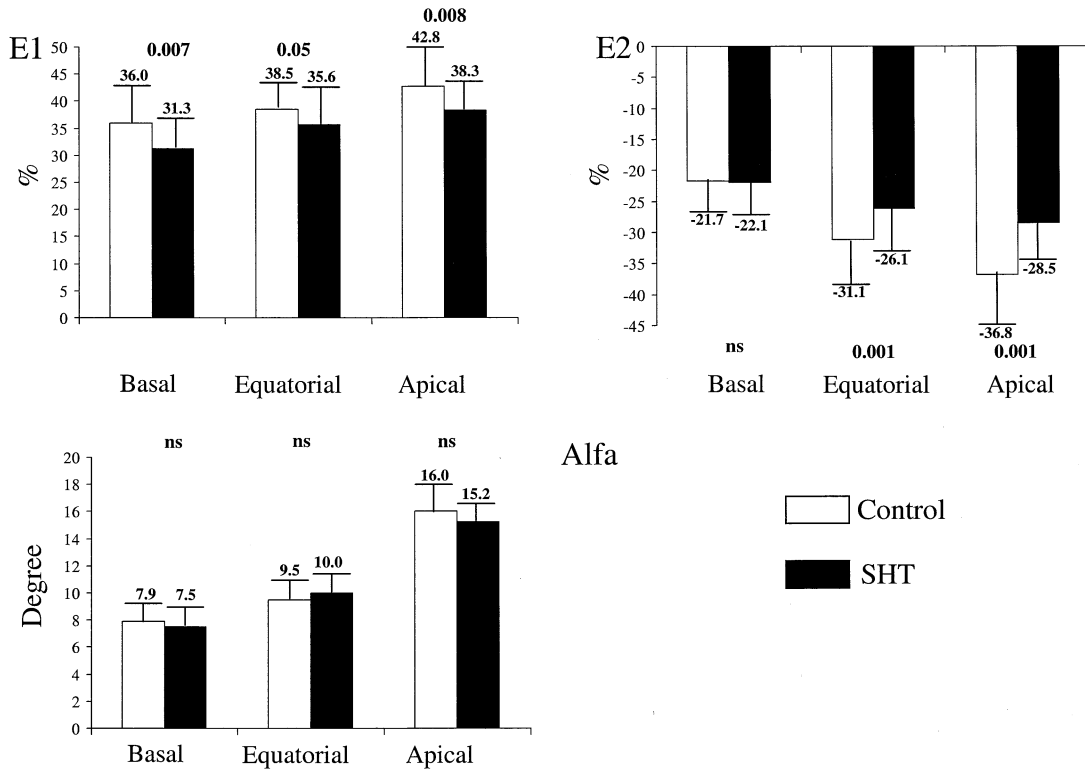 E1
0.007 0.05 0.008
50
45
40
35
30
25
20
15
10
5
0
%
36.0 31.3 38.5 35.6 42.8 38.3
Basal Equatorial Apical
E2
-0
-5
-10
-15
-20
-25
-30
-35
-40
-45
%
-21.7 -22.1 -31.1 -26.1 -36.8 -28.5
ns 0.001 0.001
Basal Equatorial Apical
Alfa
ns ns ns
20
18
16
14
12
10
8
6
4
2
0
Degree
7.9 7.5 9.5 10.0 16.0 15.2
Basal Equatorial Apical
Control
SHT